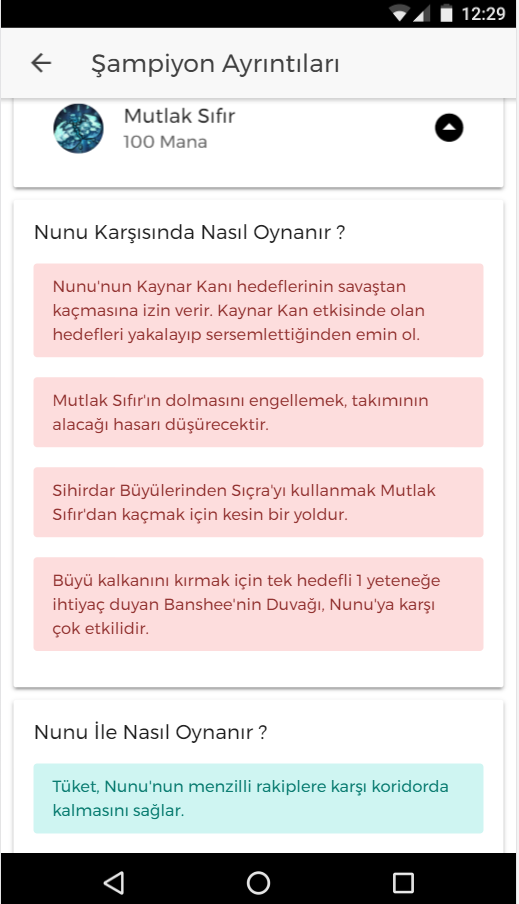 12:29
Şampiyon Ayrıntıları
Mutlak Sıfır
100 Mana
Nunu Karşısında Nasıl Oynanır ?
Nunu'nun Kaynar Kanı hedeflerinin savaştan
kaçmasına izin verir. Kaynar Kan etkisinde olan
hedefleri yakalayıp sersemlettiğinden emin ol.
Mutlak Sıfır'ın dolmasını engellemek, takımının
alacağı hasarı düşürecektir.
Sihirdar Büyülerinden Sıçra'yı kullanmak Mutlak
Sıfır'dan kaçmak için kesin bir yoldur.
Büyü kalkanını kırmak için tek hedefli 1 yeteneğe
ihtiyaç duyan Banshee'nin Duvağı, Nunu'ya karşı
çok etkilidir.
Nunu İle Nasıl Oynanır ?
Tüket, Nunu'nun menzilli rakiplere karşı koridorda
kalmasını sağlar.